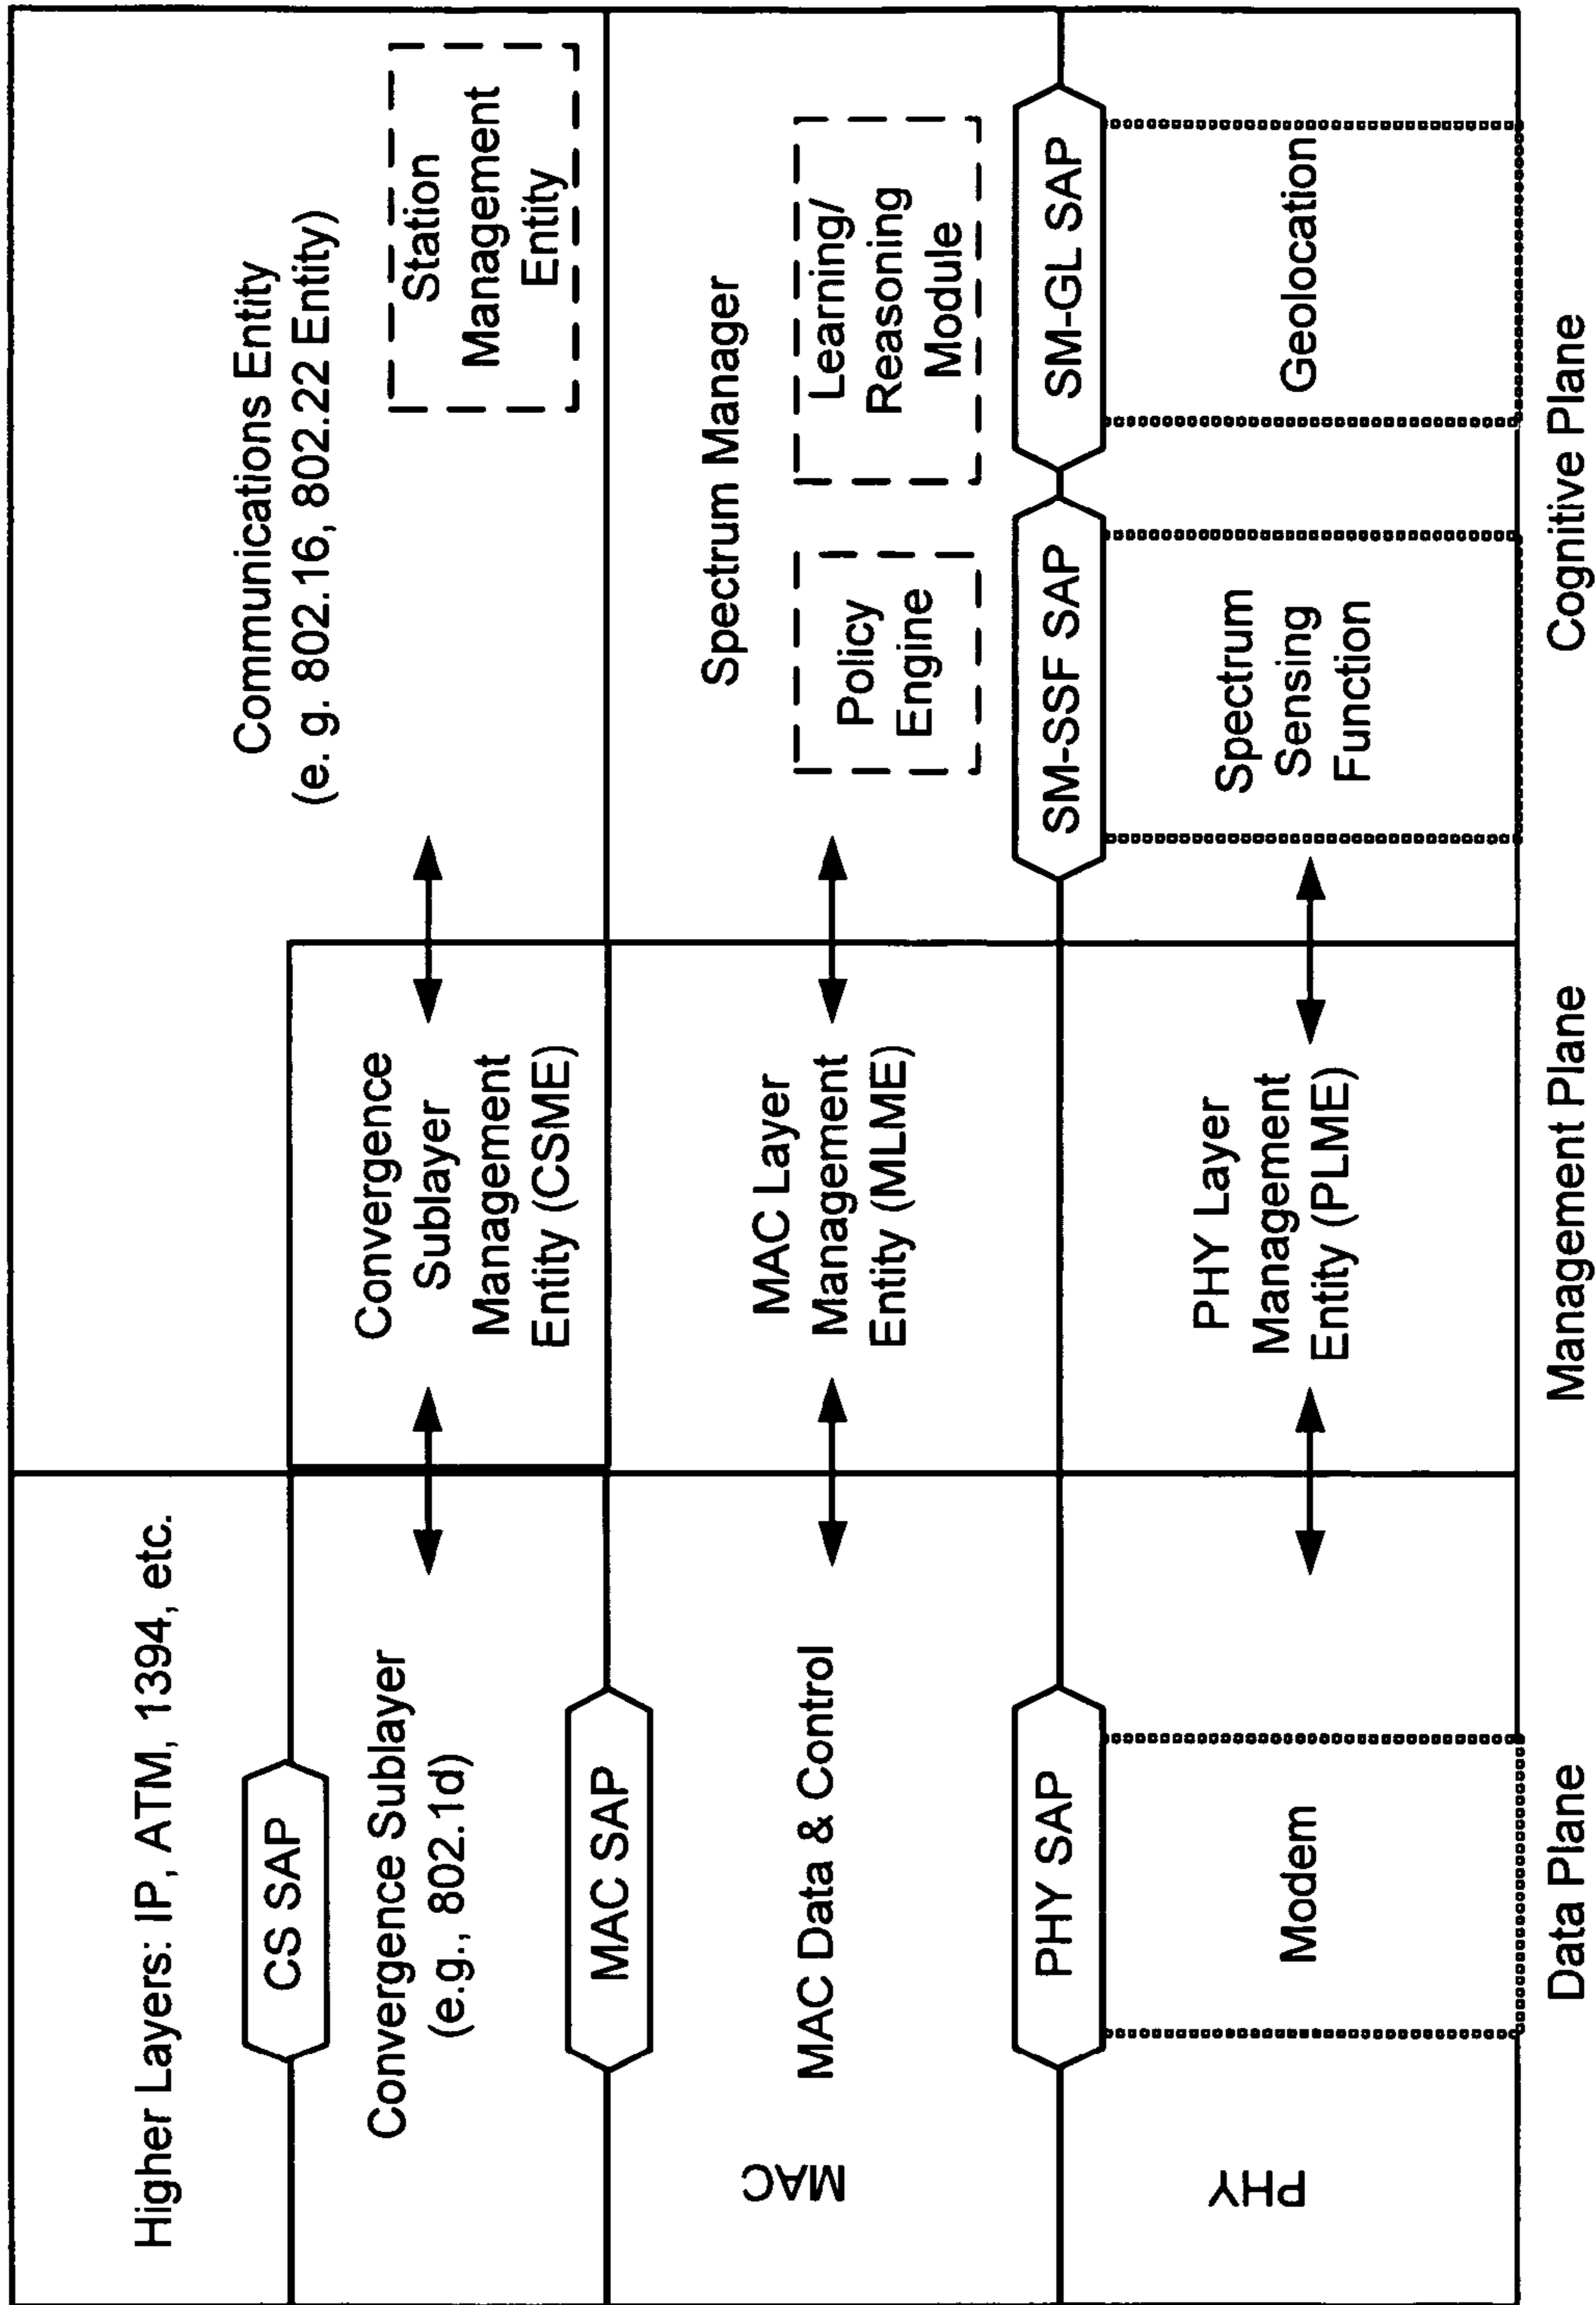 Higher Layers: IP, ATM, 1394, etc.
CS SAP
Convergence Sublayer
(e.g., 802.1d)
MAC SAP
MAC
MAC Data & Control
PHY SAP
PHY
Modem
Data Plane
Convergence
Sublayer
Management
Entity (CSME)
MAC Layer
Management
Entity (MLME)
PHY Layer
Management
Entity (PLME)
Management Plane
Communications Entity
(e. g. 802.16, 802.22 Entity)
Station
Management
Entity
Spectrum Manager
Policy
Engine
Learning/
Reasoning
Module
SM-SSF SAP
SM-GL SAP
Spectrum
Sensing
Function
Geolocation
Cognitive Plane